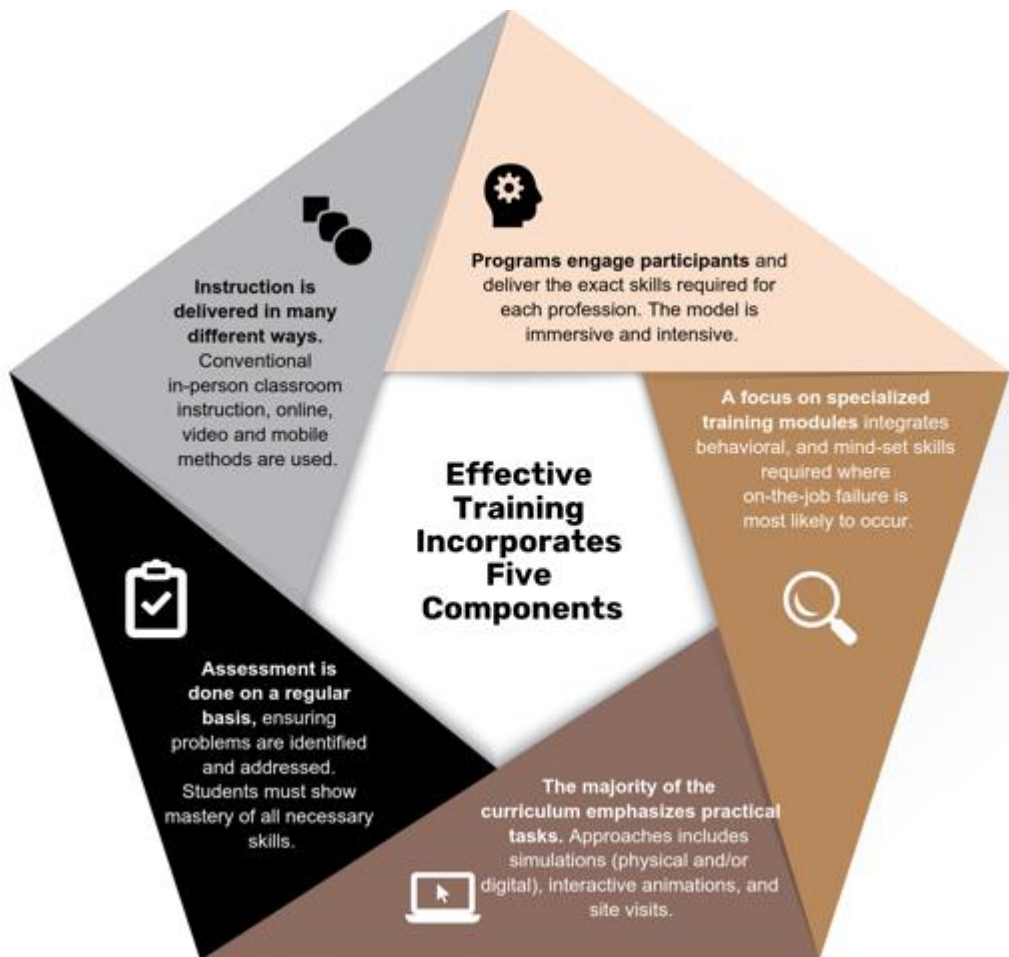 Programs engage participants and
deliver the exact skills required for
each profession. The model is
immersive and intensive.
A focus on specialized
training modules integrates
behavioral, and mind-set skills
required where
on-the-job failure is
most likely to occur.
The majority of the
curriculum emphasizes practical
tasks. Approaches includes
simulations (physical and/or
digital), interactive animations, and
site visits.
Assessment is
done on a regular
basis, ensuring
problems are identified
and addressed.
Students must show
mastery of all necessary
skills.
Instruction is
delivered in many
different ways.
Conventional
in-person classroom
instruction, online,
video and mobile
methods are used.
Effective
Training
Incorporates
Five
Components